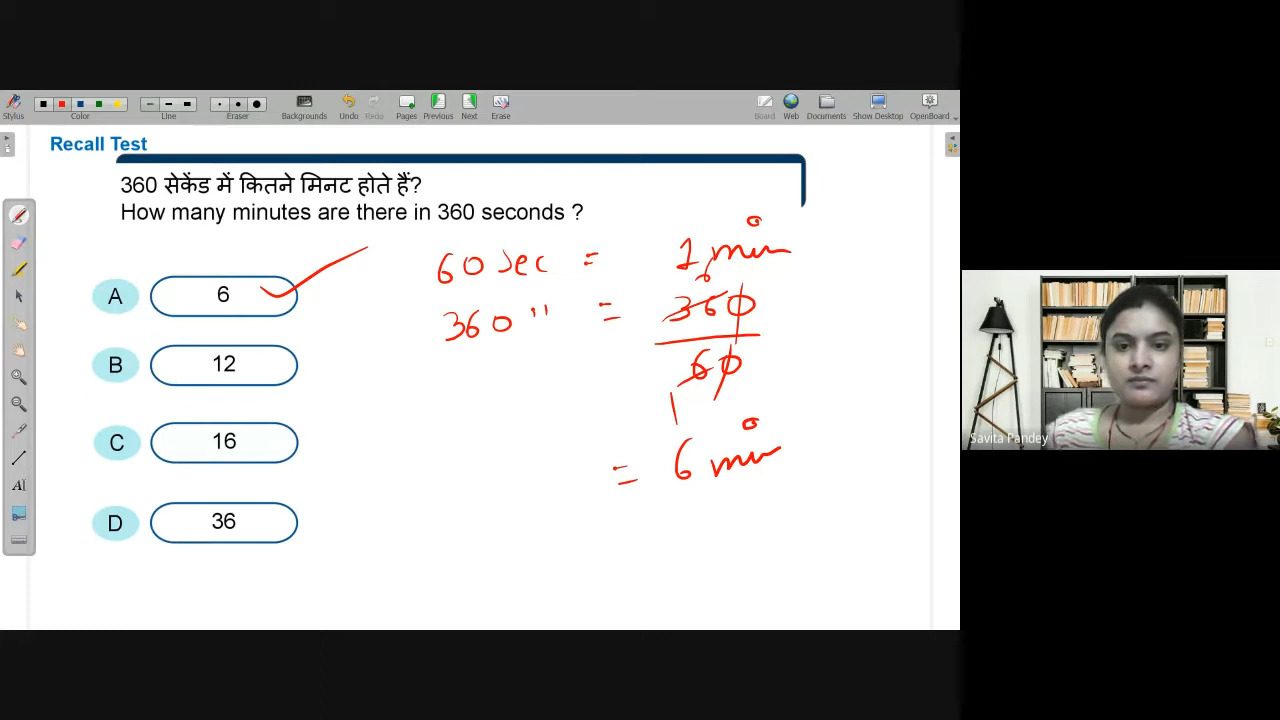 Stylus
Color
Line
Eraser
Backgrounds
Undo
Redo
Pages
Previous
Next
Erase
Board
Web
Documents
Show Desktop
OpenBoard
Recall Test
360 सेकेंड में कितने मिनट होते हैं?
How many minutes are there in 360 seconds ?
60 sec = 1 min
A 6
360 " = 360
6
60
1
B 12
= 6 min
C 16
D 36
Savita Pandey